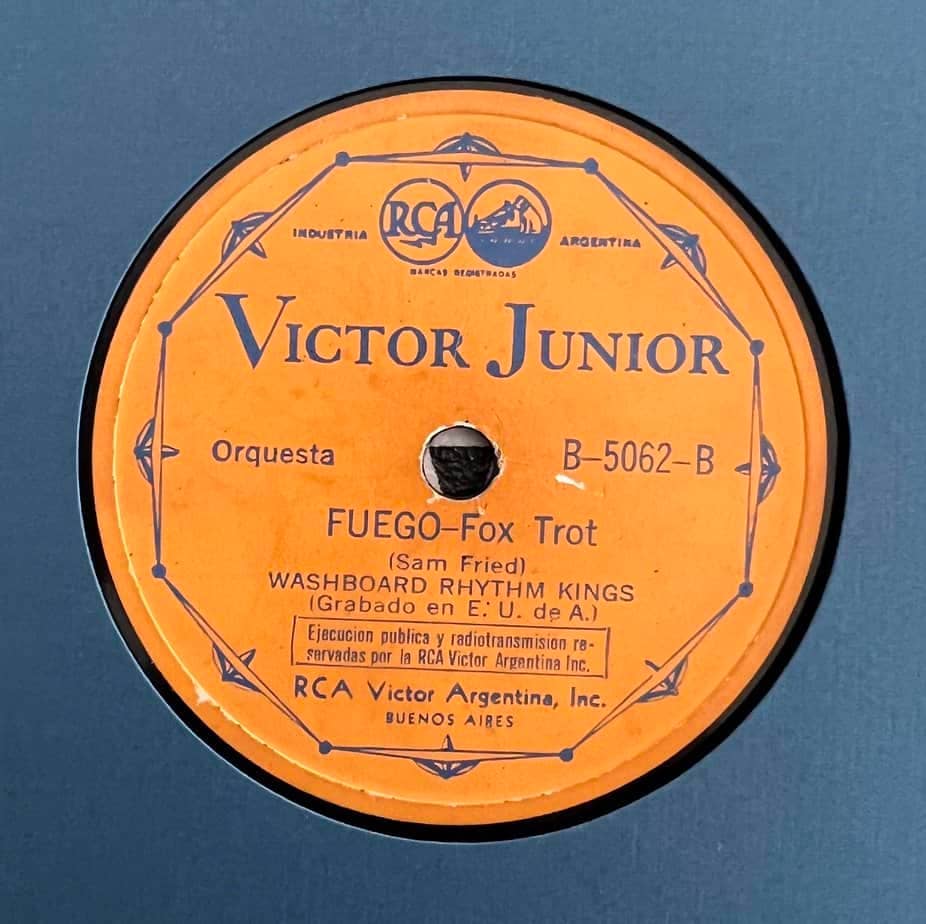 INDUSTRIA RCA ARGENTINA
MARCAS REGISTRADAS
VICTOR JUNIOR
Orquesta B-5062-B
FUEGO-Fox Trot
(Sam Fried)
WASHBOARD RHYTHM KINGS
(Grabado en E. U. de A.)
Ejecucion publica y radiotransmision re-
servadas por la RCA Victor Argentina Inc.
RCA Victor Argentina, Inc.
BUENOS AIRES